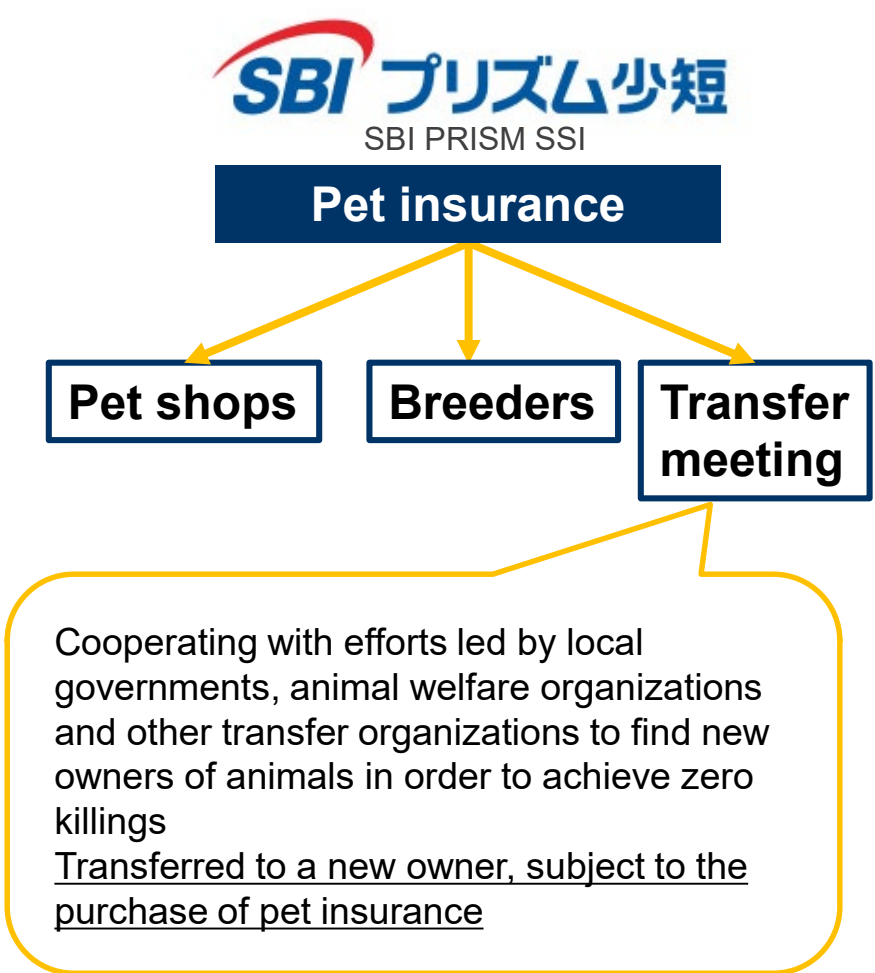 SBI プリズム少短
SBI PRISM SSI
Pet insurance
Pet shops
Breeders
Transfer
meeting
Cooperating with efforts led by local
governments, animal welfare organizations
and other transfer organizations to find new
owners of animals in order to achieve zero
killings
Transferred to a new owner, subject to the
purchase of pet insurance